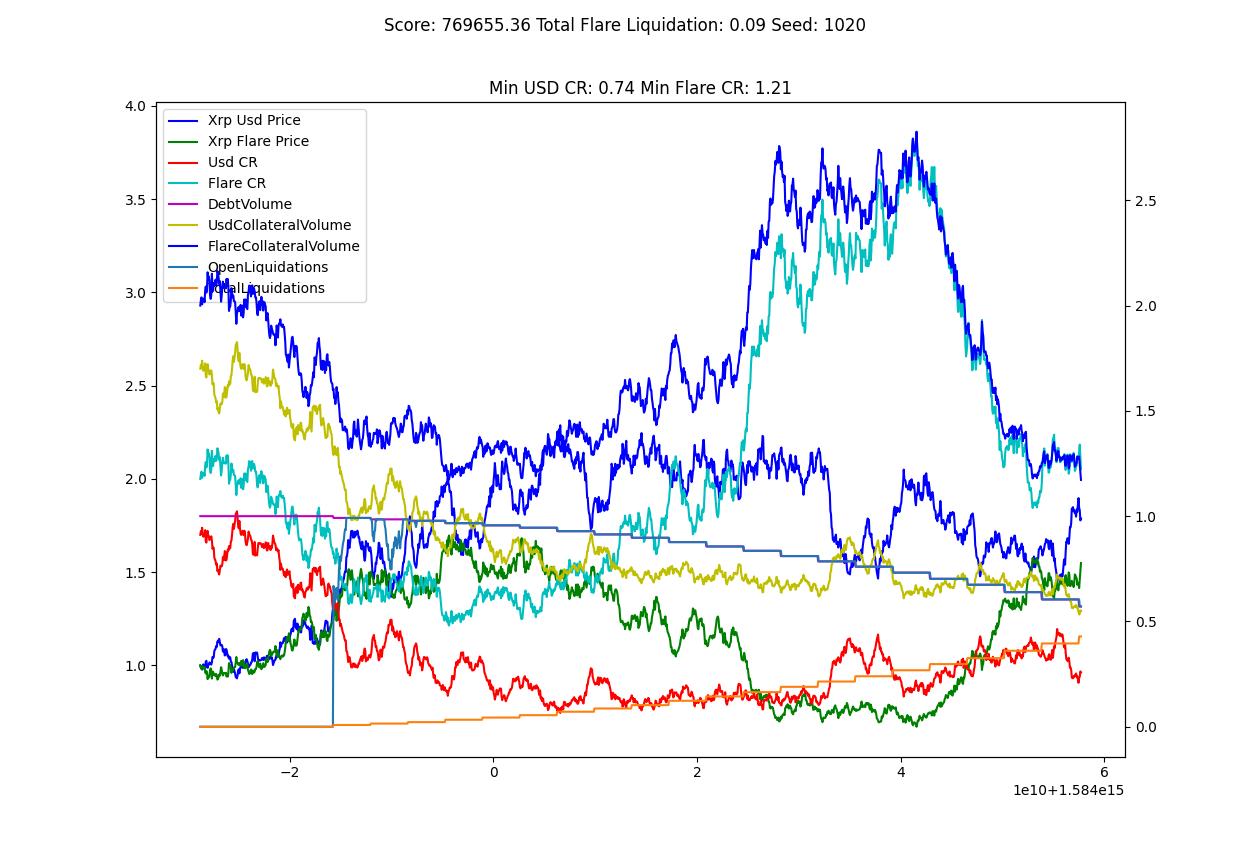 Score: 769655.36 Total Flare Liquidation: 0.09 Seed: 1020
Min USD CR: 0.74 Min Flare CR: 1.21
4.0
3.5
3.0
2.5
2.0
1.5
1.0
Xrp Usd Price
Xrp Flare Price
Usd CR
Flare CR
DebtVolume
UsdCollateralVolume
FlareCollateralVolume
OpenLiquidations
TotalLiquidations
2.5
2.0
1.5
1.0
0.5
0.0
−2
0
2
4
6
1e10+1.584e15